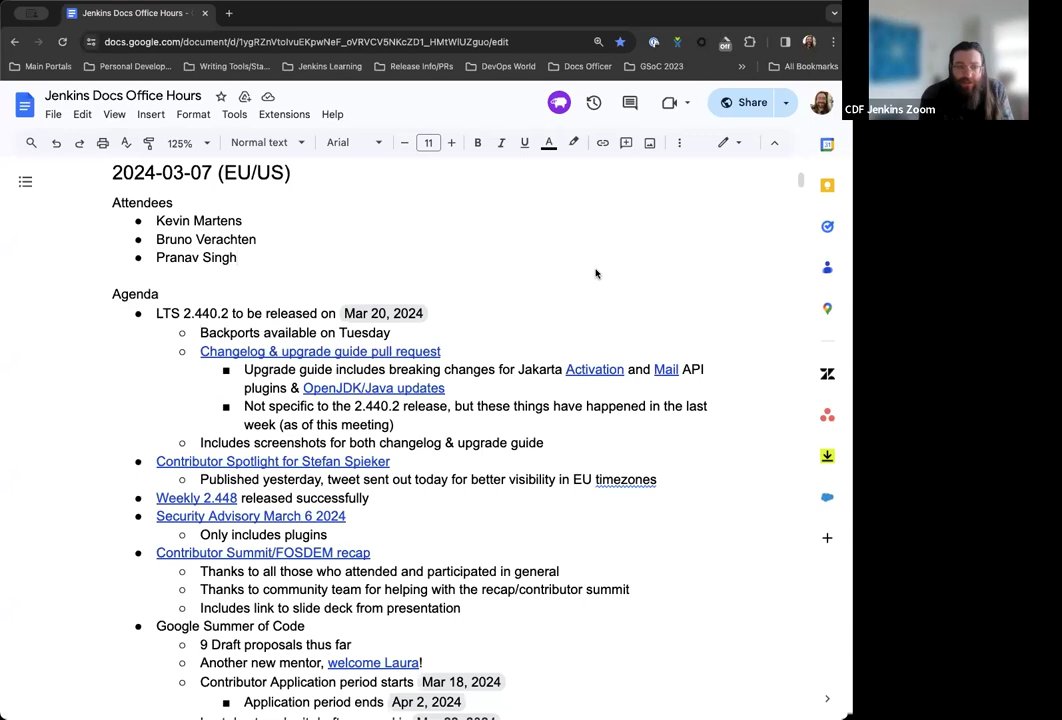 Jenkins Docs Office Hours -
docs.google.com/document/d/1ygRZnVtoIvuEKpwNeF_oVRVCV5NKcZD1_HMtWlUZguo/edit
Off
Main Portals Personal Develop... Writing Tools/Sta... Jenkins Learning Release Info/PRs DevOps World Docs Officer GSoC 2023 » All Bookmarks
Jenkins Docs Office Hours
Share
File Edit View Insert Format Tools Extensions Help
125% Normal text Arial 11 B I U A
CDF Jenkins Zoom
2024-03-07 (EU/US)
Attendees
● Kevin Martens
● Bruno Verachten
● Pranav Singh
Agenda
● LTS 2.440.2 to be released on Mar 20, 2024
○ Backports available on Tuesday
○ Changelog & upgrade guide pull request
■ Upgrade guide includes breaking changes for Jakarta Activation and Mail API
plugins & OpenJDK/Java updates
■ Not specific to the 2.440.2 release, but these things have happened in the last
week (as of this meeting)
○ Includes screenshots for both changelog & upgrade guide
● Contributor Spotlight for Stefan Spieker
○ Published yesterday, tweet sent out today for better visibility in EU timezones
● Weekly 2.448 released successfully
● Security Advisory March 6 2024
○ Only includes plugins
● Contributor Summit/FOSDEM recap
○ Thanks to all those who attended and participated in general
○ Thanks to community team for helping with the recap/contributor summit
○ Includes link to slide deck from presentation
● Google Summer of Code
○ 9 Draft proposals thus far
○ Another new mentor, welcome Laura!
○ Contributor Application period starts Mar 18, 2024
■ Application period ends Apr 2, 2024